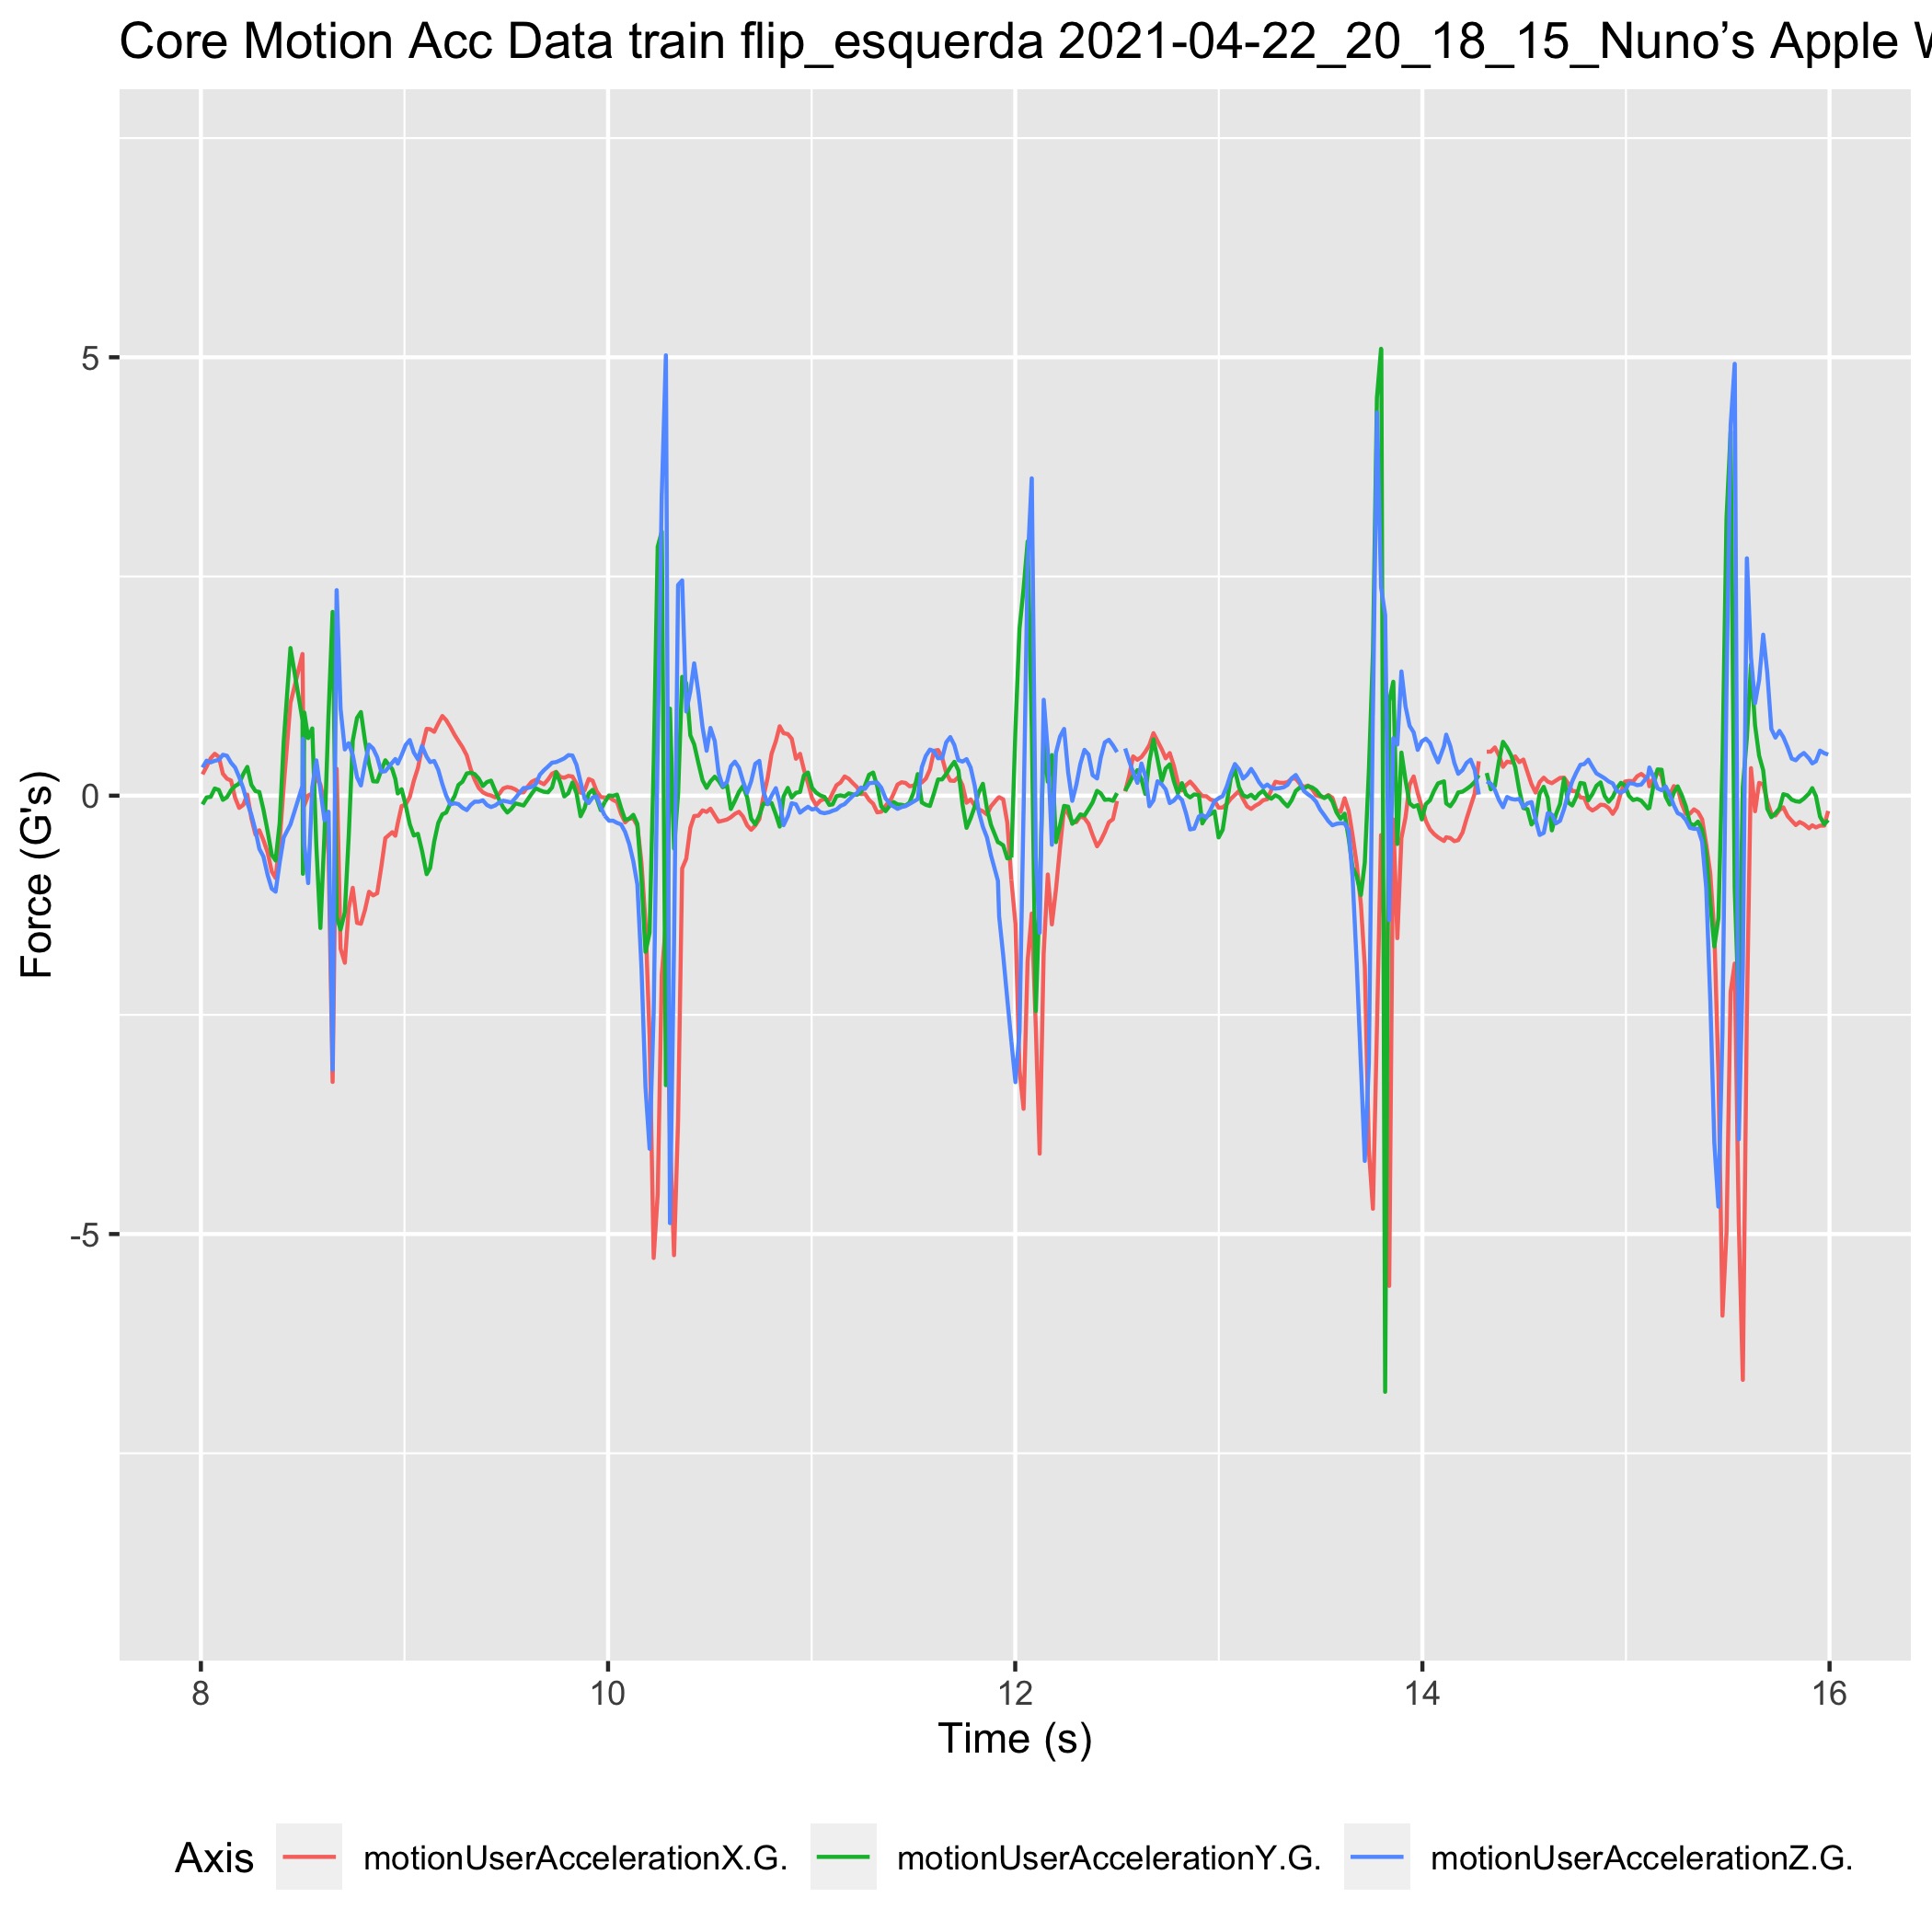 Core Motion Acc Data train flip_esquerda 2021-04-22_20_18_15_Nuno’s Apple
5
0
-5
Force (G's)
8 10 12 14 16
Time (s)
Axis motionUserAccelerationX.G. motionUserAccelerationY.G. motionUserAccelerationZ.G.